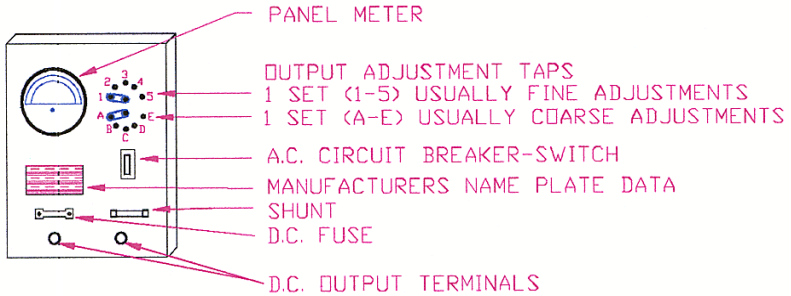 PANEL METER
OUTPUT ADJUSTMENT TAPS
1 SET (1-5) USUALLY FINE ADJUSTMENTS
1 SET (A-E) USUALLY COARSE ADJUSTMENTS
A.C. CIRCUIT BREAKER-SWITCH
MANUFACTURERS NAME PLATE DATA
SHUNT
D.C. FUSE
D.C. OUTPUT TERMINALS
1 2 3 4 5
A B C D E